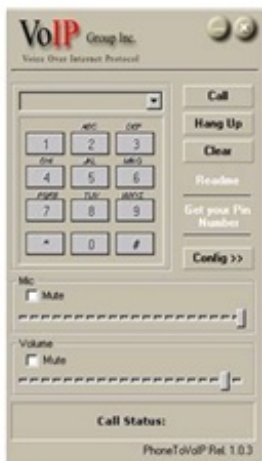 VoIP Group Inc.
Voice Over Internet Protocol
Call
Hang Up
Clear
Readme
Get your Pin
Number
Config >>
ABC DEF
1 2 3
GHI JKL MNO
4 5 6
PQRS TUV WXYZ
7 8 9
* 0 #
Mic
Mute
Volume
Mute
Call Status:
PhoneToVoIP Rel. 1.0.3